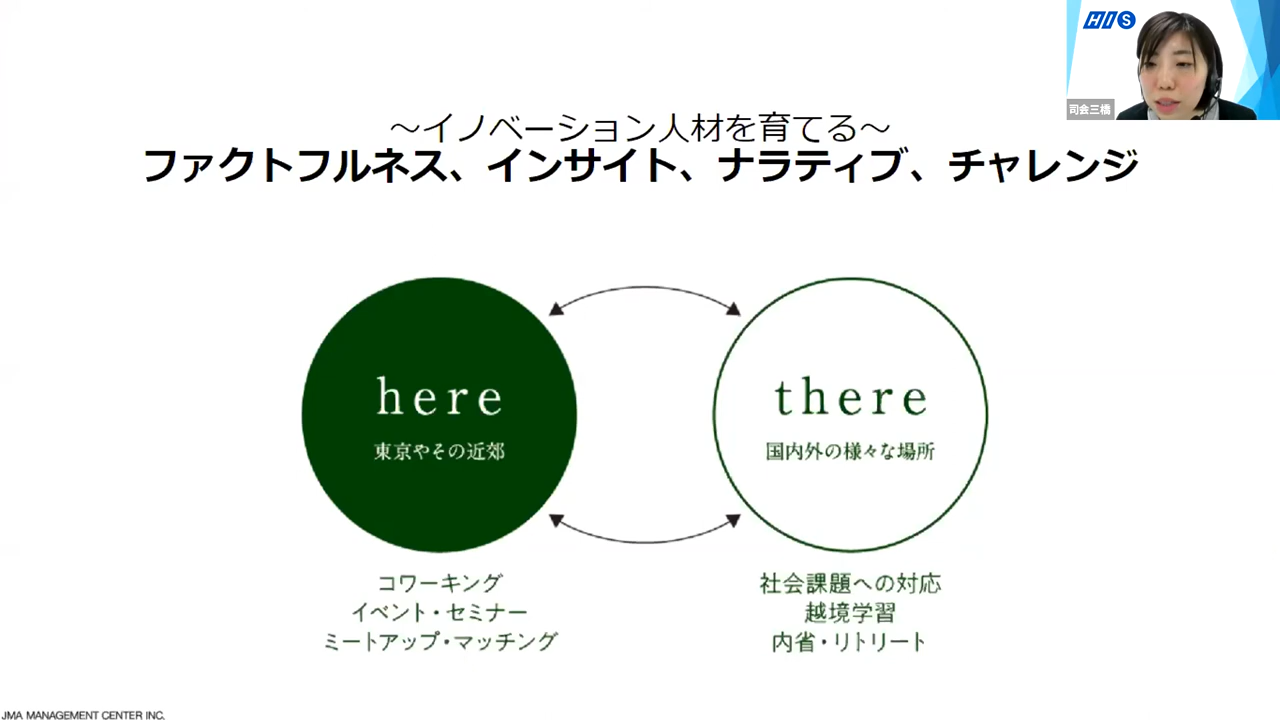 HIS
司会三橋
～イノベーション人材を育てる～
ファクトフルネス、インサイト、ナラティブ、チャレンジ
here
東京やその近郊
there
国内外の様々な場所
コワーキング
イベント・セミナー
ミートアップ・マッチング
社会課題への対応
越境学習
内省・リトリート
JMA MANAGEMENT CENTER INC.